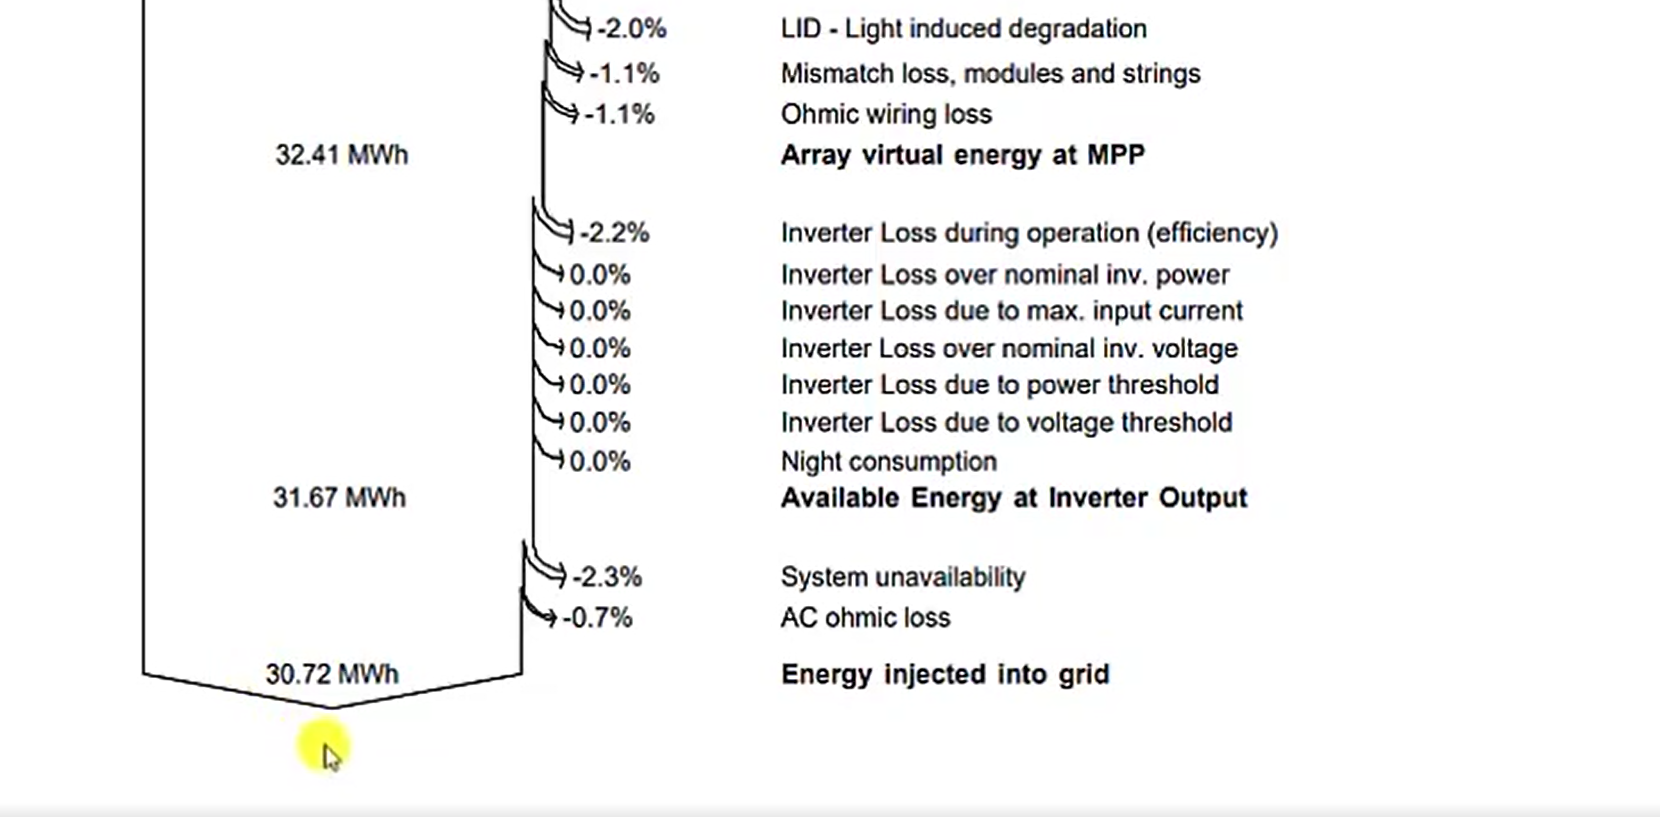 -2.0% LID - Light induced degradation
-1.1% Mismatch loss, modules and strings
-1.1% Ohmic wiring loss
32.41 MWh Array virtual energy at MPP
-2.2% Inverter Loss during operation (efficiency)
0.0% Inverter Loss over nominal inv. power
0.0% Inverter Loss due to max. input current
0.0% Inverter Loss over nominal inv. voltage
0.0% Inverter Loss due to power threshold
0.0% Inverter Loss due to voltage threshold
0.0% Night consumption
31.67 MWh Available Energy at Inverter Output
-2.3% System unavailability
-0.7% AC ohmic loss
30.72 MWh Energy injected into grid